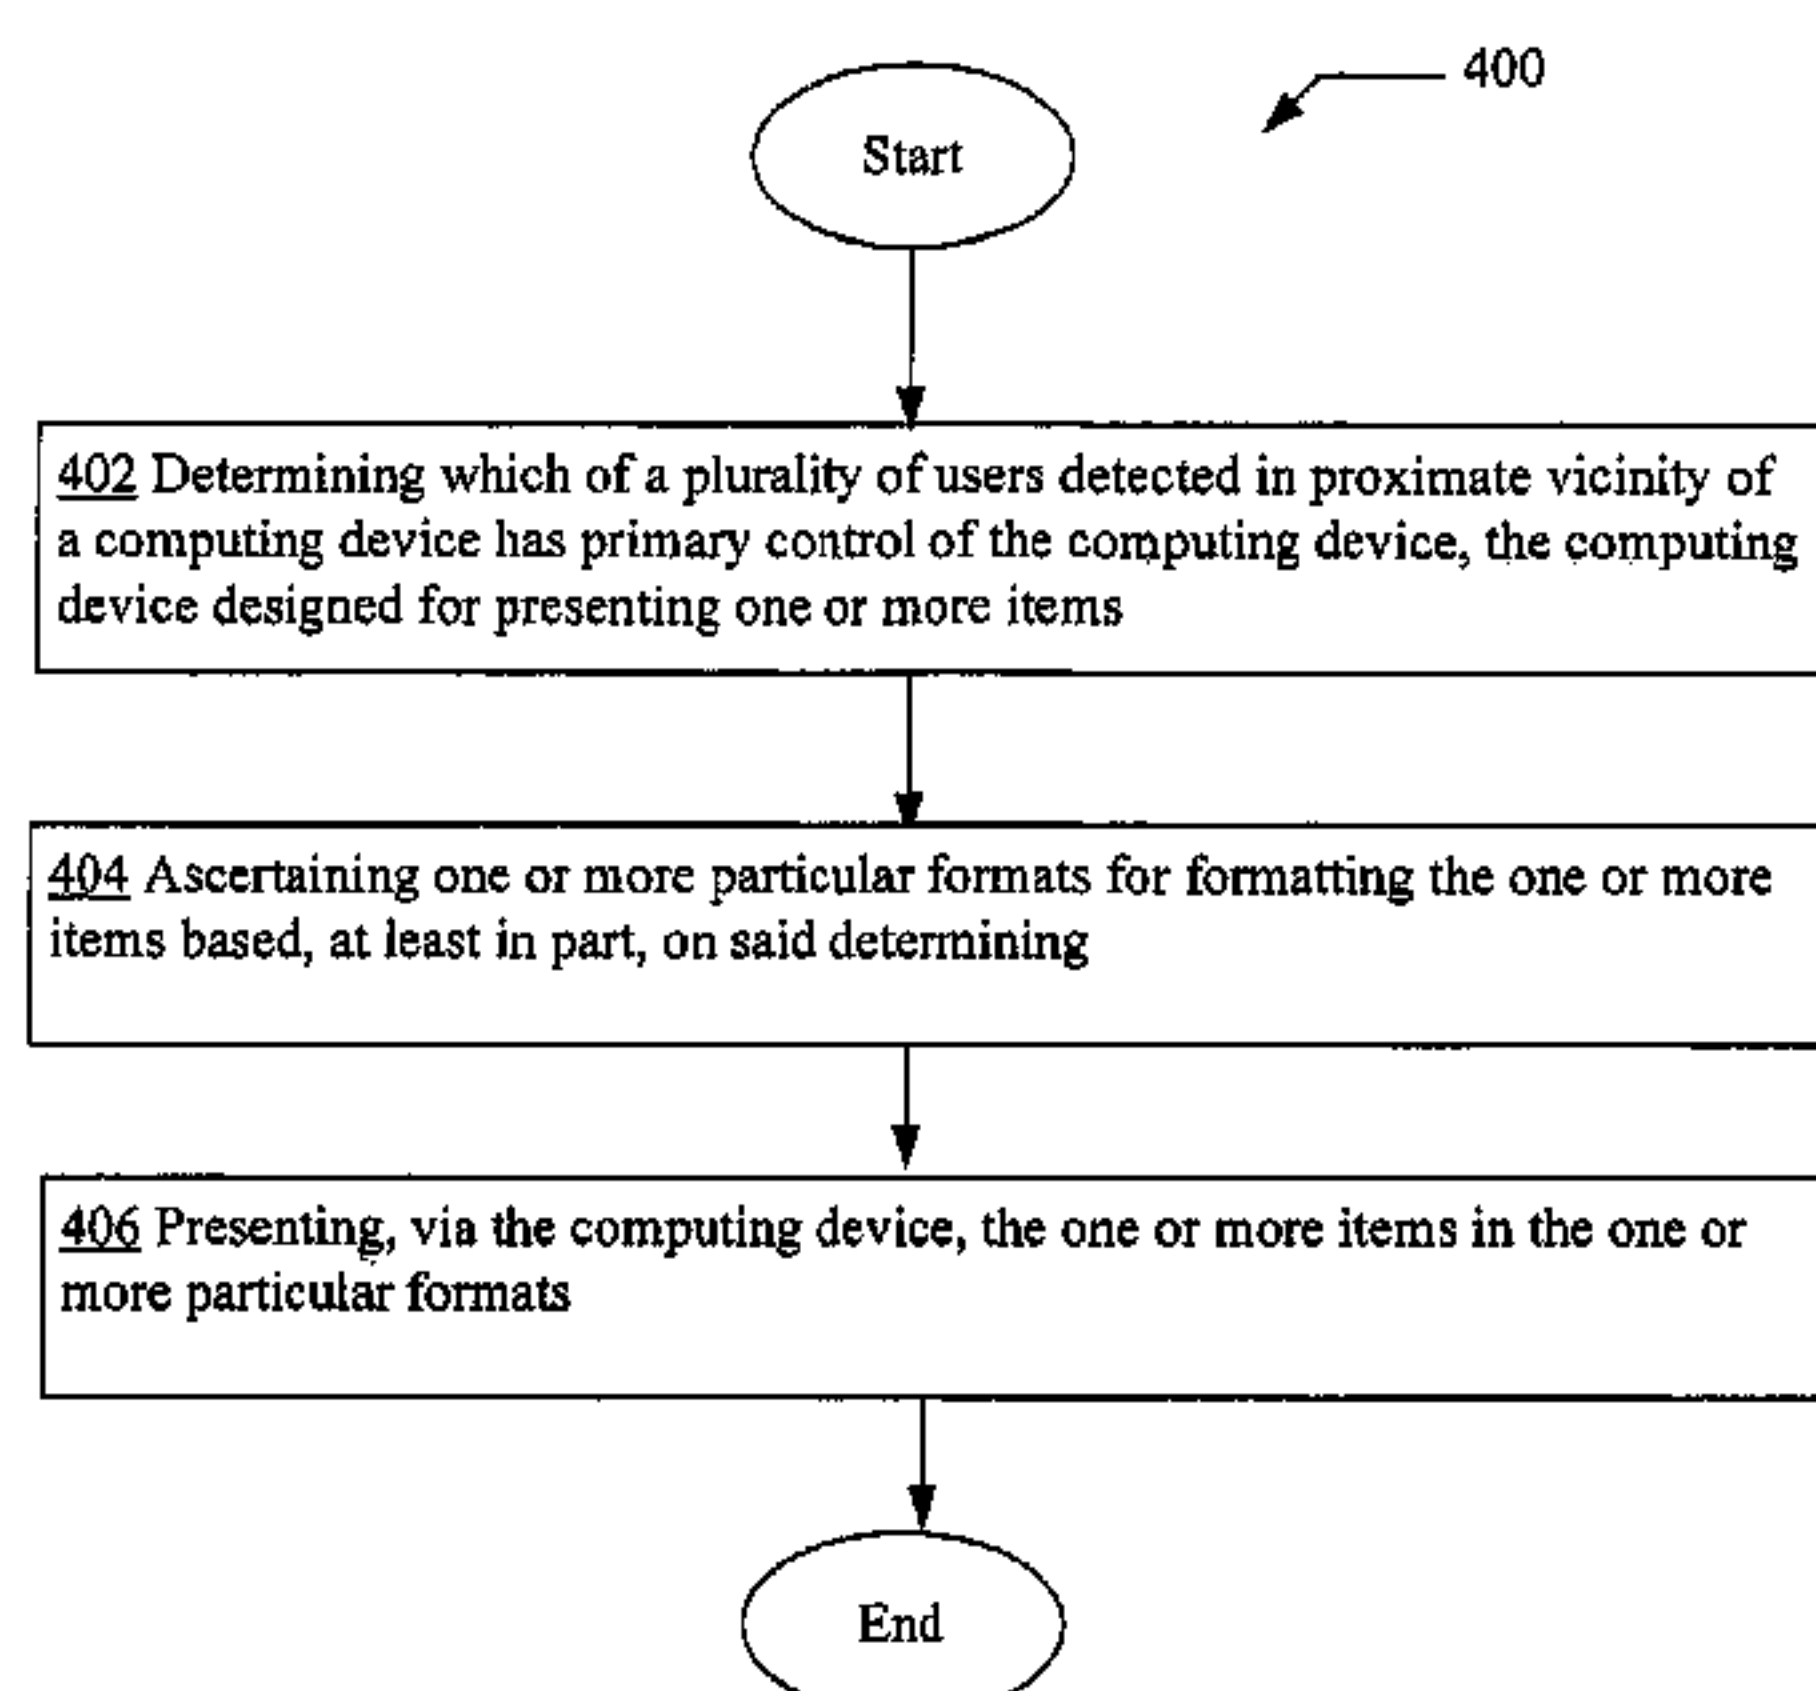 400
Start
402 Determining which of a plurality of users detected in proximate vicinity of
a computing device has primary control of the computing device, the computing
device designed for presenting one or more items
404 Ascertaining one or more particular formats for formatting the one or more
items based, at least in part, on said determining
406 Presenting, via the computing device, the one or more items in the one or
more particular formats
End